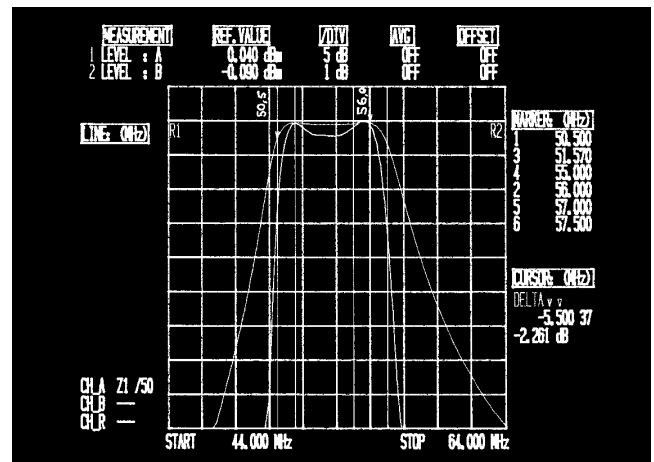 MEASUREMENT REF.VALUE /DIV AVG OFFSET
1 LEVEL : A 0.040 dBm 5 dB OFF OFF
2 LEVEL : B -0.090 dBm 1 dB OFF OFF
50,5 56,0
LINE: (MHz) R1 R2
MARKER: (MHz)
1 50.500
3 51.570
4 55.000
2 56.000
5 57.000
6 57.500
CURSOR: (MHz)
DELTA
-5.500 37
-2.261 dB
CH_A Z1 /50
CH_B ---
CH_R ---
START 44.000 MHz STOP 64.000 MHz